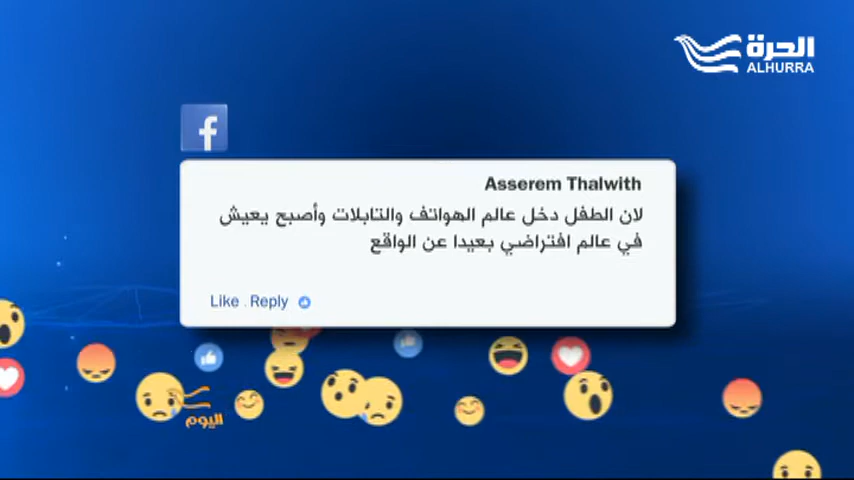 الحرة
ALHURRA
f
Asserem Thalwith
لان الطفل دخل عالم الهواتف والتابلات وأصبح يعيش
في عالم افتراضي بعيدا عن الواقع
Like . Reply
اليوم